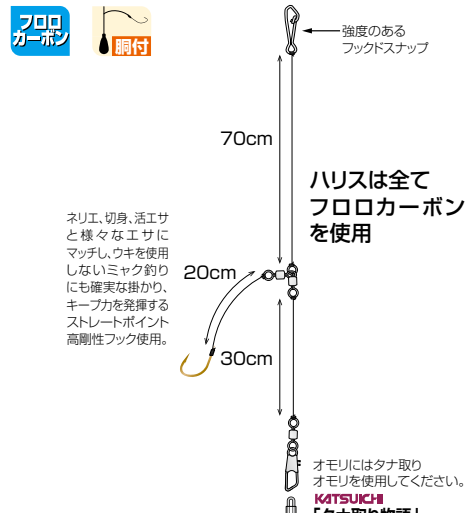 フロロ
カーボン
胴付
強度のある
フックドスナップ
70cm
ハリスは全て
フロロカーボン
を使用
ネリエ、切身、活エサ
と様々なエサに
マッチし、ウキを使用
しないミャク釣り
にも確実な掛かり、
キープ力を発揮する
ストレートポイント
高剛性フック使用。
20cm
30cm
オモリにはタナ取り
オモリを使用してください。
KATSUICHI
「タナ取り物語」